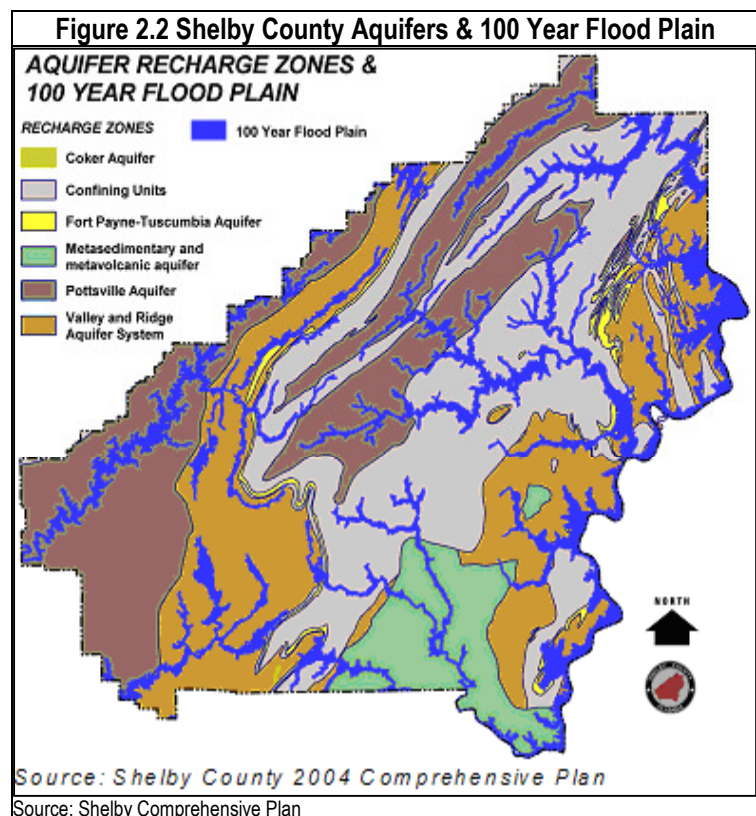 Figure 2.2 Shelby County Aquifers & 100 Year Flood Plain
AQUIFER RECHARGE ZONES &
100 YEAR FLOOD PLAIN
RECHARGE ZONES
100 Year Flood Plain
Coker Aquifer
Confining Units
Fort Payne-Tuscumbia Aquifer
Metasedimentary and
metavolcanic aquifer
Pottsville Aquifer
Valley and Ridge
Aquifer System
NORTH
Source: Shelby County 2004 Comprehensive Plan
Source: Shelby Comprehensive Plan